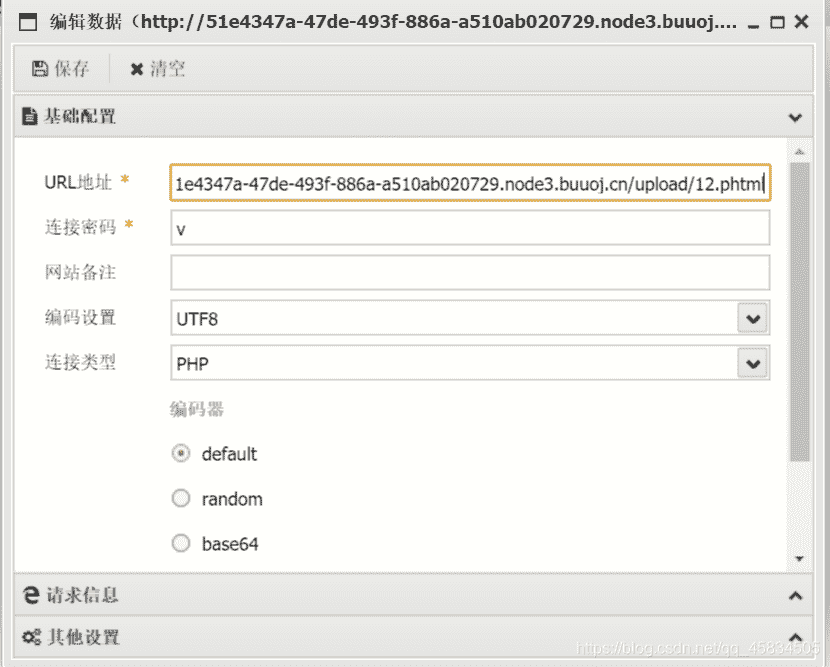 编辑数据（http://51e4347a-47de-493f-886a-a510ab020729.node3.buuoj....
保存 清空
基础配置
URL地址 * 1e4347a-47de-493f-886a-a510ab020729.node3.buuoj.cn/upload/12.phtml
连接密码 * v
网站备注
编码设置 UTF8
连接类型 PHP
编码器
default
random
base64
请求信息
其他设置
https://blog.csdn.net/qq_45834505